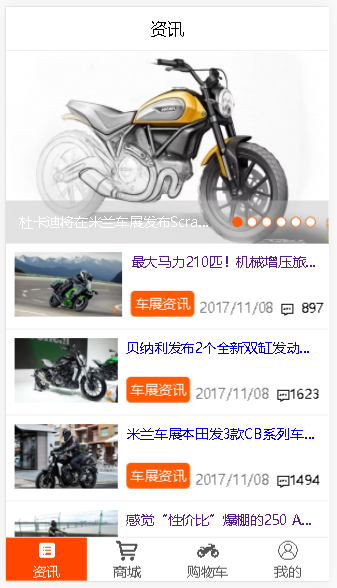 资讯
杜卡迪将在米兰车展发布Scra...
最大马力210匹！机械增压旅...
车展资讯 2017/11/08 897
贝纳利发布2个全新双缸发动...
车展资讯 2017/11/08 1623
米兰车展本田发3款CB系列车...
车展资讯 2017/11/08 1494
感觉“性价比”爆棚的250 A...
资讯 商城 购物车 我的